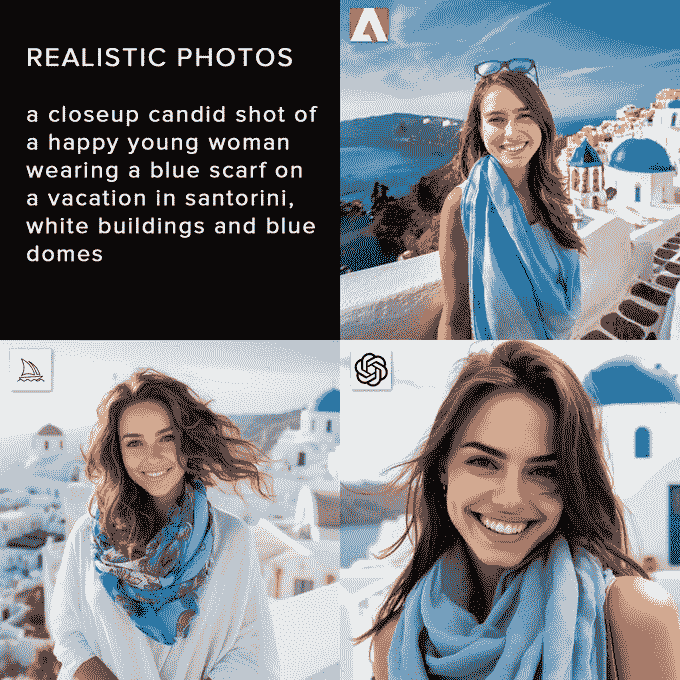 REALISTIC PHOTOS
a closeup candid shot of
a happy young woman
wearing a blue scarf on
a vacation in santorini,
white buildings and blue
domes